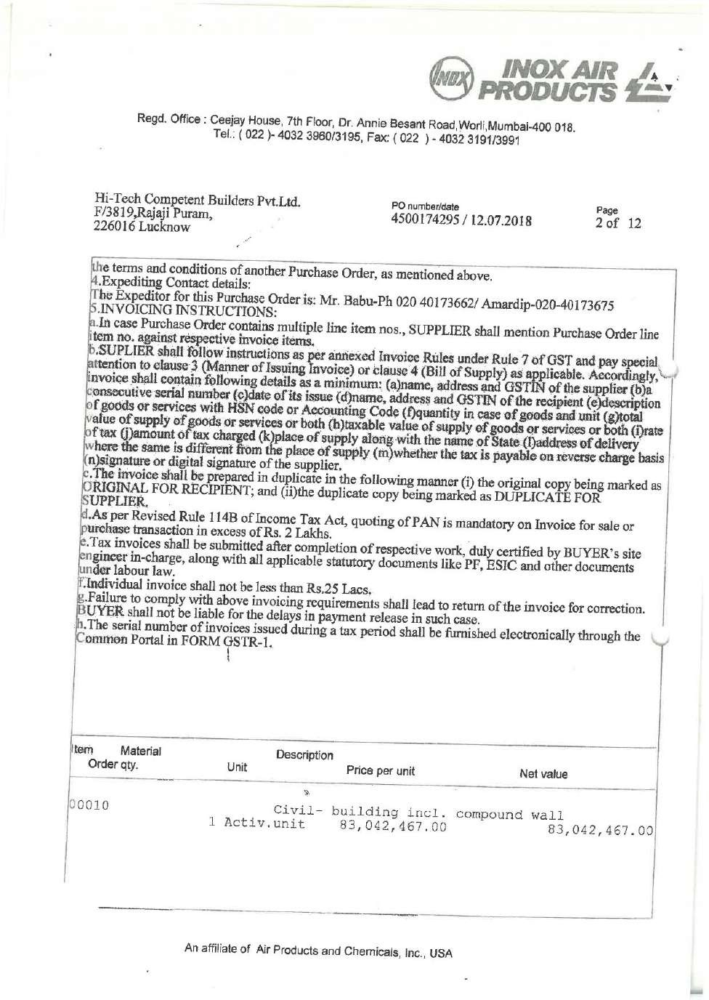 INOX
INOX AIR
PRODUCTS
Regd. Office : Ceejay House, 7th Floor, Dr. Annie Besant Road,Worli,Mumbai-400 018.
Tel.: ( 022 )- 4032 3960/3195, Fax: ( 022 ) - 4032 3191/3991
Hi-Tech Competent Builders Pvt.Ltd.
F/3819,Rajaji Puram,
226016 Lucknow
PO number/date
4500174295 / 12.07.2018
Page
2 of 12
the terms and conditions of another Purchase Order, as mentioned above.
4.Expediting Contact details:
The Expeditor for this Purchase Order is: Mr. Babu-Ph 020 40173662/ Amardip-020-40173675
5.INVOICING INSTRUCTIONS:
a.In case Purchase Order contains multiple line item nos., SUPPLIER shall mention Purchase Order line
item no. against respective invoice items.
b.SUPLIER shall follow instructions as per annexed Invoice Rules under Rule 7 of GST and pay special
attention to clause 3 (Manner of Issuing Invoice) or clause 4 (Bill of Supply) as applicable. Accordingly,
invoice shall contain following details as a minimum: (a)name, address and GSTIN of the supplier (b)a
consecutive serial number (c)date of its issue (d)name, address and GSTIN of the recipient (e)description
of goods or services with HSN code or Accounting Code (f)quantity in case of goods and unit (g)total
value of supply of goods or services or both (h)taxable value of supply of goods or services or both (i)rate
of tax (j)amount of tax charged (k)place of supply along with the name of State (l)address of delivery
where the same is different from the place of supply (m)whether the tax is payable on reverse charge basis
(n)signature or digital signature of the supplier.
c.The invoice shall be prepared in duplicate in the following manner (i) the original copy being marked as
ORIGINAL FOR RECIPIENT; and (ii)the duplicate copy being marked as DUPLICATE FOR
SUPPLIER.
d.As per Revised Rule 114B of Income Tax Act, quoting of PAN is mandatory on Invoice for sale or
purchase transaction in excess of Rs. 2 Lakhs.
e.Tax invoices shall be submitted after completion of respective work, duly certified by BUYER's site
engineer in-charge, along with all applicable statutory documents like PF, ESIC and other documents
under labour law.
f.Individual invoice shall not be less than Rs.25 Lacs.
g.Failure to comply with above invoicing requirements shall lead to return of the invoice for correction.
BUYER shall not be liable for the delays in payment release in such case.
h.The serial number of invoices issued during a tax period shall be furnished electronically through the
Common Portal in FORM GSTR-1.
Item Material Description
Order qty. Unit Price per unit Net value
00010 Civil- building incl. compound wall
1 Activ.unit 83,042,467.00 83,042,467.00
An affiliate of Air Products and Chemicals, Inc., USA